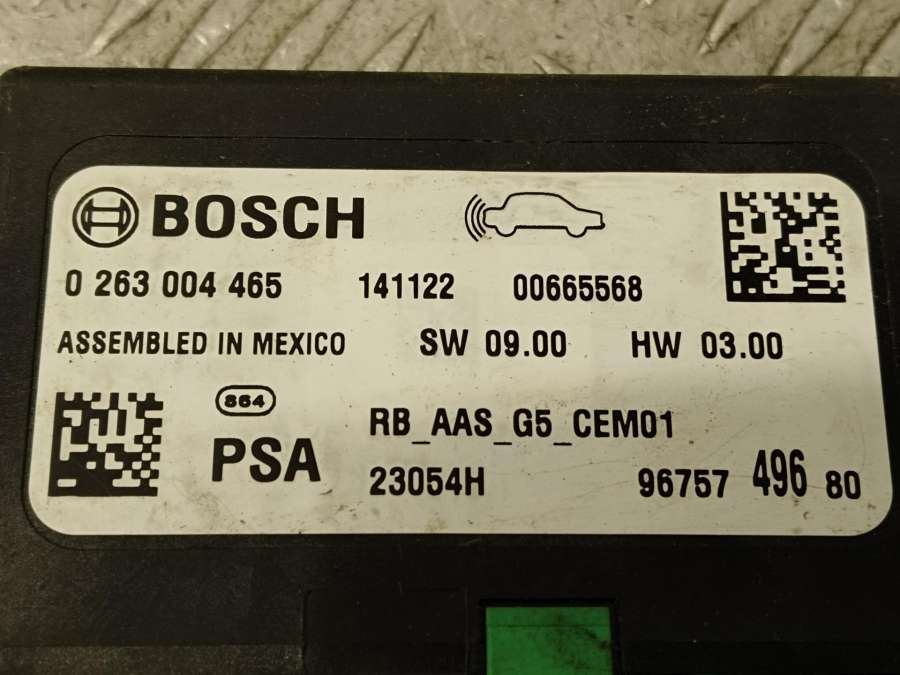 BOSCH
0 263 004 465 141122 00665568
ASSEMBLED IN MEXICO SW 09.00 HW 03.00
864
PSA RB_AAS_G5_CEM01
23054H 96757 496 80